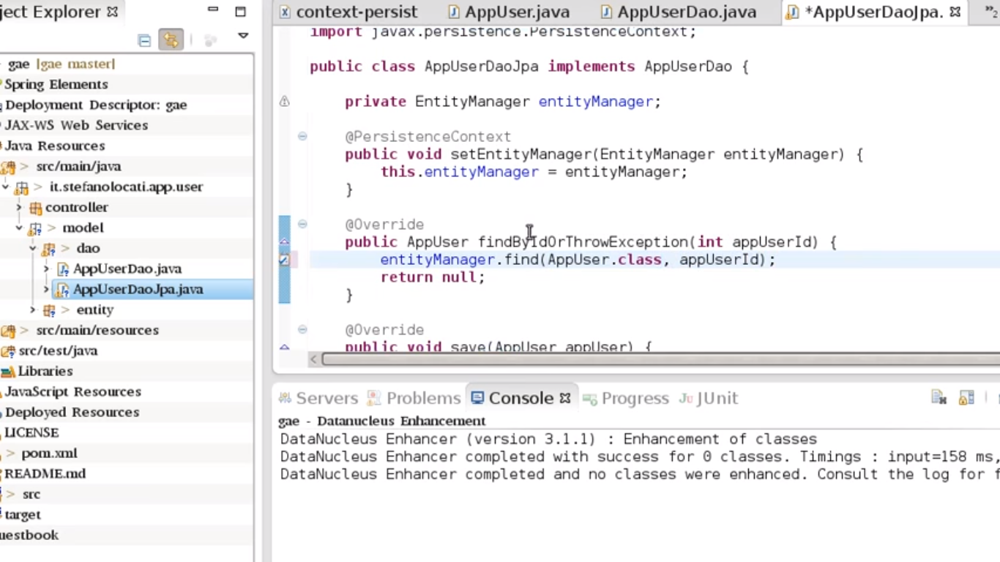 ject Explorer
gae [gae master]
Spring Elements
Deployment Descriptor: gae
JAX-WS Web Services
Java Resources
> src/main/java
> it.stefanolocati.app.user
controller
> model
> dao
AppUserDao.java
AppUserDaoJpa.java
> entity
> src/main/resources
src/test/java
Libraries
JavaScript Resources
Deployed Resources
LICENSE
> pom.xml
README.md
> src
target
uestbook
context-persist AppUser.java AppUserDao.java *AppUserDaoJpa. »2
import javax.persistence.PersistenceContext;
public class AppUserDaoJpa implements AppUserDao {
private EntityManager entityManager;
@PersistenceContext
public void setEntityManager(EntityManager entityManager) {
this.entityManager = entityManager;
}
@Override
public AppUser findByIdOrThrowException(int appUserId) {
entityManager.find(AppUser.class, appUserId);
return null;
}
@Override
public void save(AppUser appUser) {
Servers Problems Console Progress Ju JUnit
gae - Datanucleus Enhancement
DataNucleus Enhancer (version 3.1.1) : Enhancement of classes
DataNucleus Enhancer completed with success for 0 classes. Timings : input=158 ms,
DataNucleus Enhancer completed and no classes were enhanced. Consult the log for f